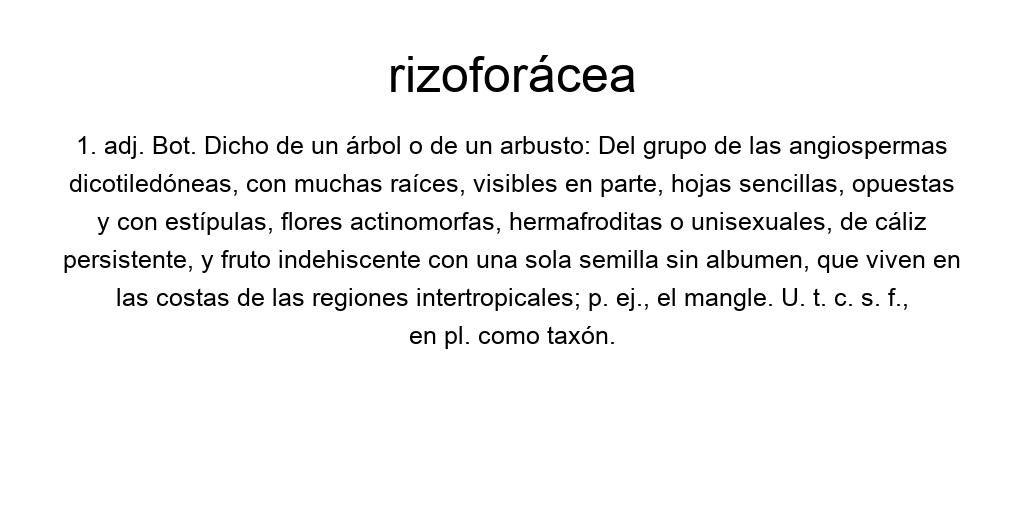 rizoforácea
1. adj. Bot. Dicho de un árbol o de un arbusto: Del grupo de las angiospermas
dicotiledóneas, con muchas raíces, visibles en parte, hojas sencillas, opuestas
y con estípulas, flores actinomorfas, hermafroditas o unisexuales, de cáliz
persistente, y fruto indehiscente con una sola semilla sin albumen, que viven en
las costas de las regiones intertropicales; p. ej., el mangle. U. t. c. s. f.,
en pl. como taxón.